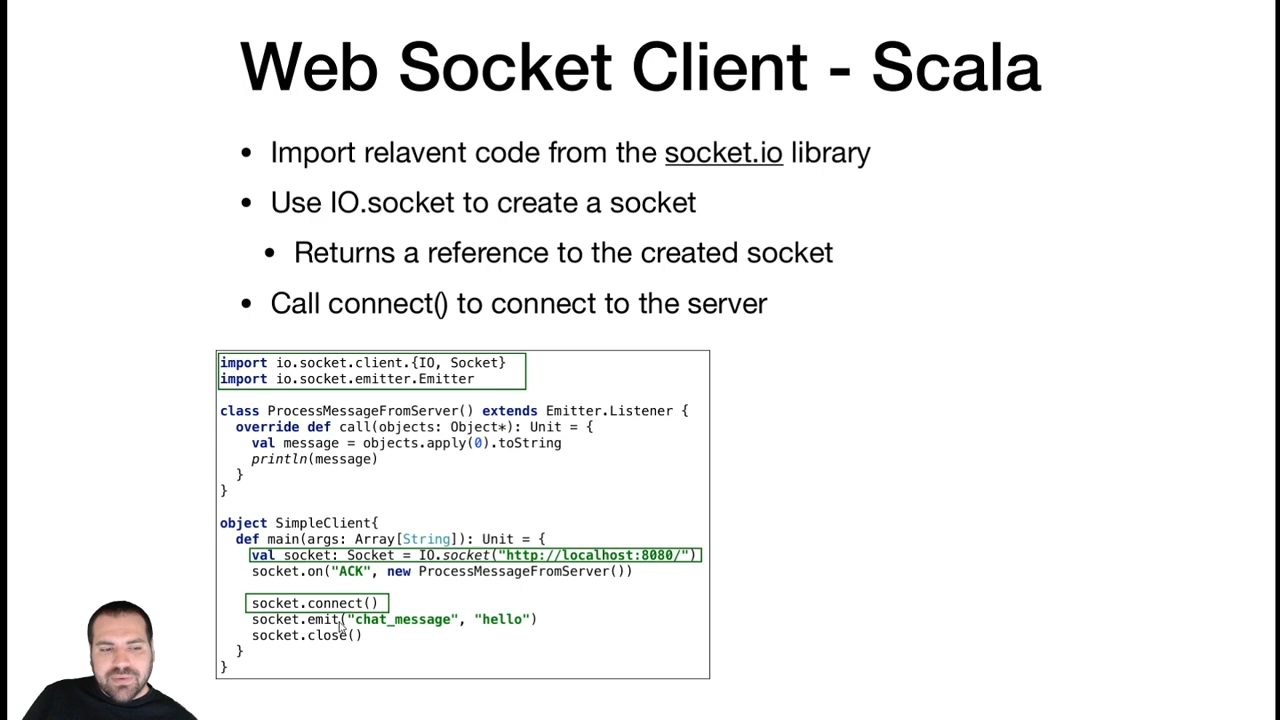 Web Socket Client - Scala
• Import relavent code from the socket.io library
• Use IO.socket to create a socket
• Returns a reference to the created socket
• Call connect() to connect to the server
import io.socket.client.{IO, Socket}
import io.socket.emitter.Emitter
class ProcessMessageFromServer() extends Emitter.Listener {
  override def call(objects: Object*): Unit = {
    val message = objects.apply(0).toString
    println(message)
  }
}
object SimpleClient{
  def main(args: Array[String]): Unit = {
    val socket: Socket = IO.socket("http://localhost:8080/")
    socket.on("ACK", new ProcessMessageFromServer())
    socket.connect()
    socket.emit("chat_message", "hello")
    socket.close()
  }
}